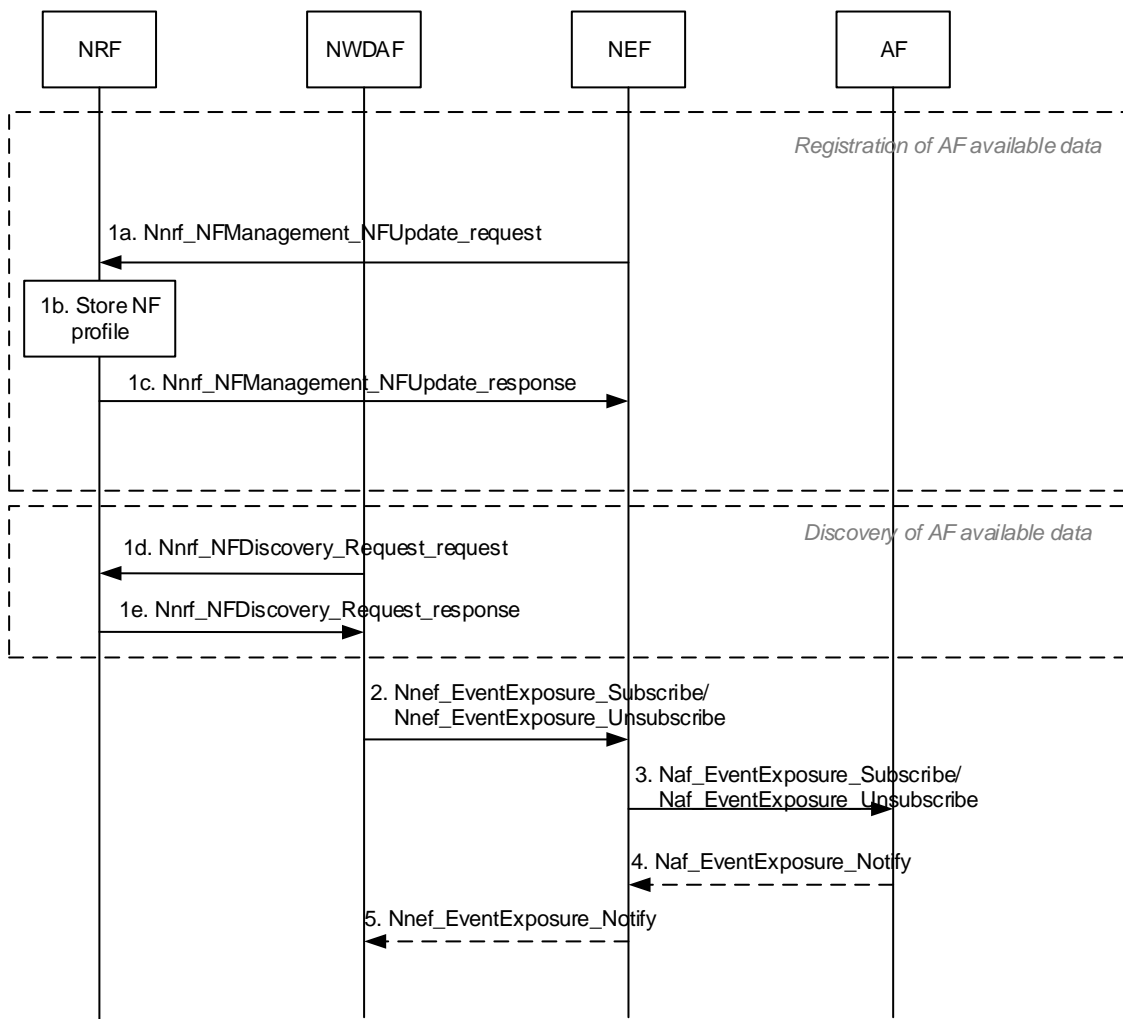 NRF
NWDAF
NEF
AF
Registration of AF available data
1a. Nnrf_NFManagement_NFUpdate_request
1b. Store NF
profile
1c. Nnrf_NFManagement_NFUpdate_response
Discovery of AF available data
1d. Nnrf_NFDiscovery_Request_request
1e. Nnrf_NFDiscovery_Request_response
2. Nnef_EventExposure_Subscribe/
Nnef_EventExposure_Unsubscribe
3. Naf_EventExposure_Subscribe/
Naf_EventExposure_Unsubscribe
4. Naf_EventExposure_Notify
5. Nnef_EventExposure_Notify